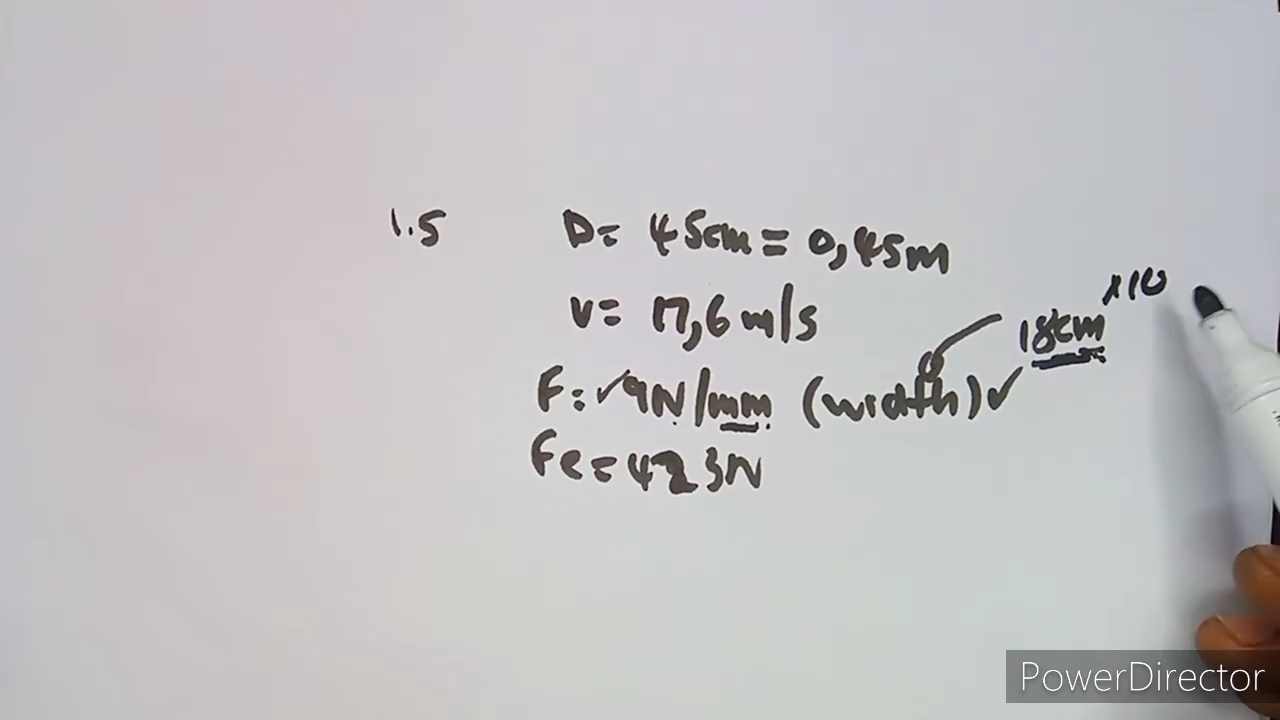 1.5 D= 45cm = 0,45m
v= 17,6 m/s
18cm x10
F= ✓9N/mm (width)✓
Fe=423N
PowerDirector